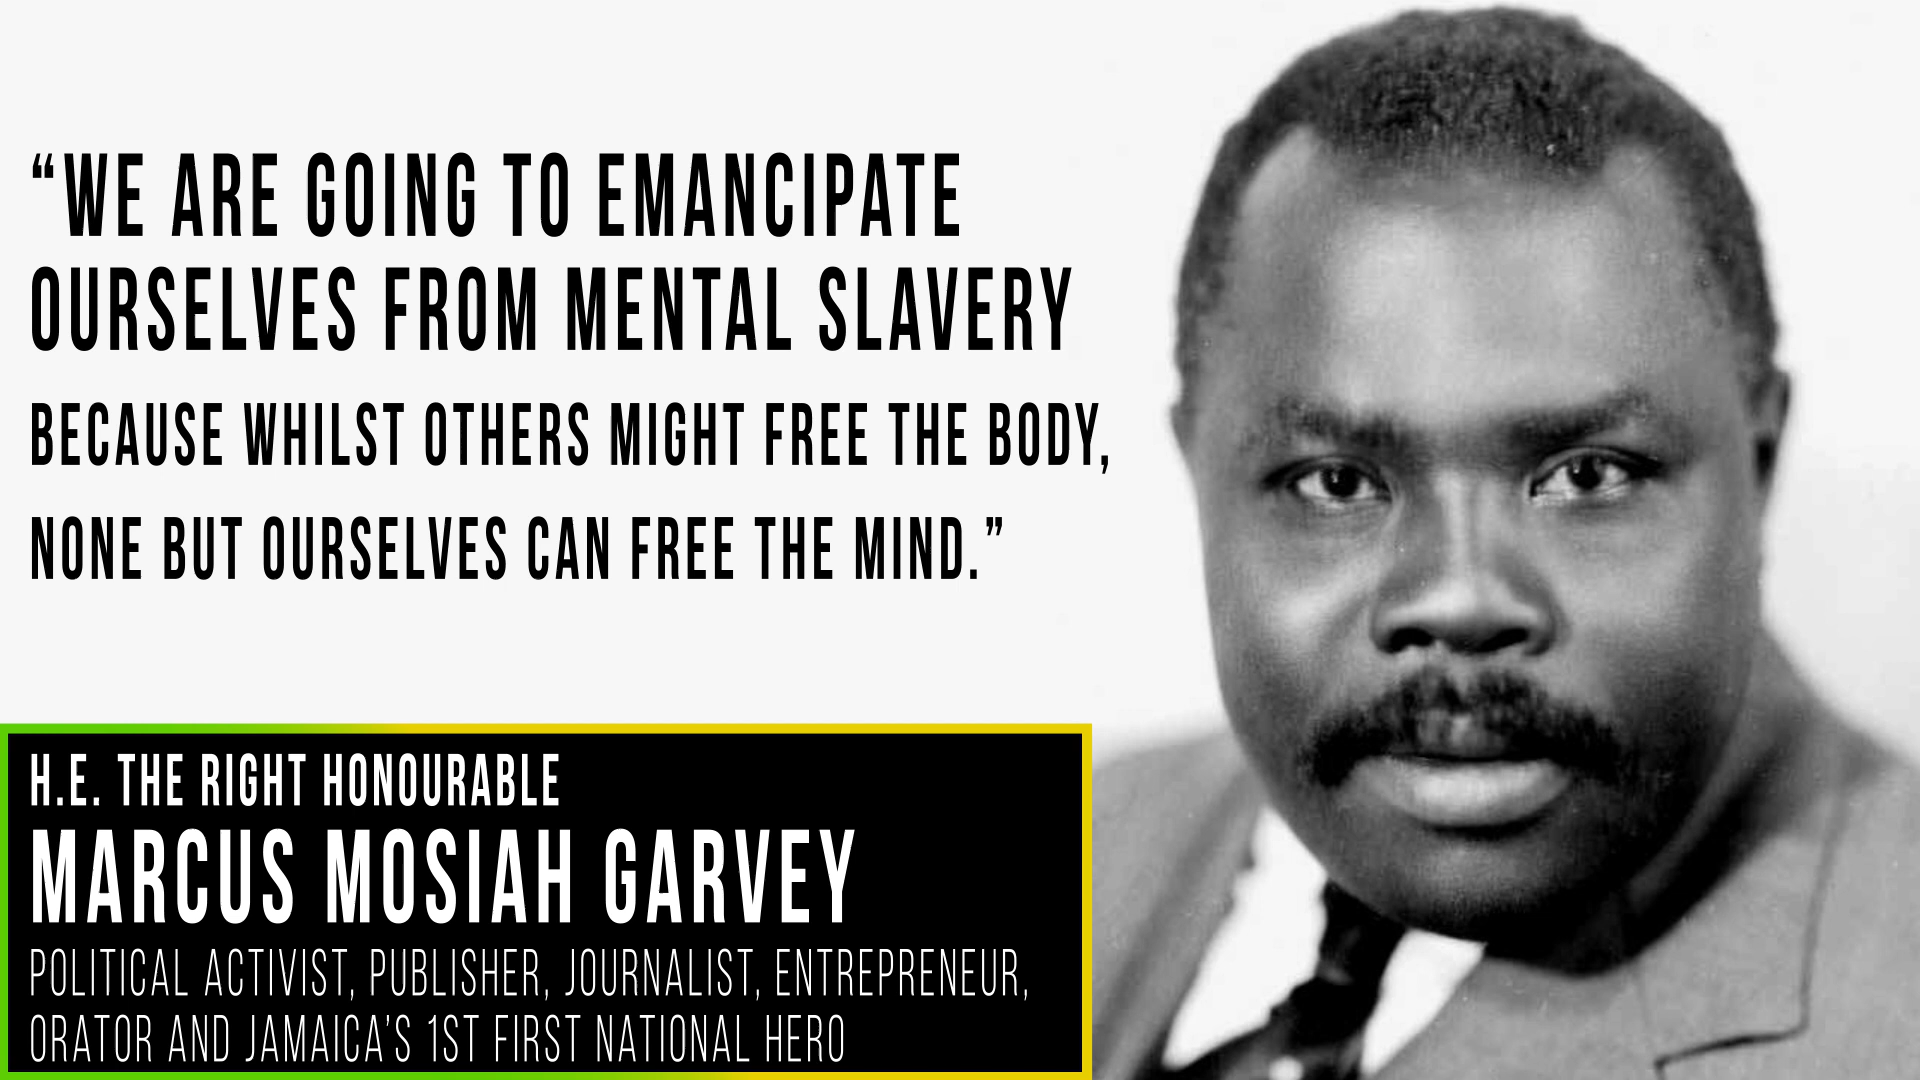 “WE ARE GOING TO EMANCIPATE
OURSELVES FROM MENTAL SLAVERY
BECAUSE WHILST OTHERS MIGHT FREE THE BODY,
NONE BUT OURSELVES CAN FREE THE MIND.”
H.E. THE RIGHT HONOURABLE
MARCUS MOSIAH GARVEY
POLITICAL ACTIVIST, PUBLISHER, JOURNALIST, ENTREPRENEUR,
ORATOR AND JAMAICA’S 1ST FIRST NATIONAL HERO